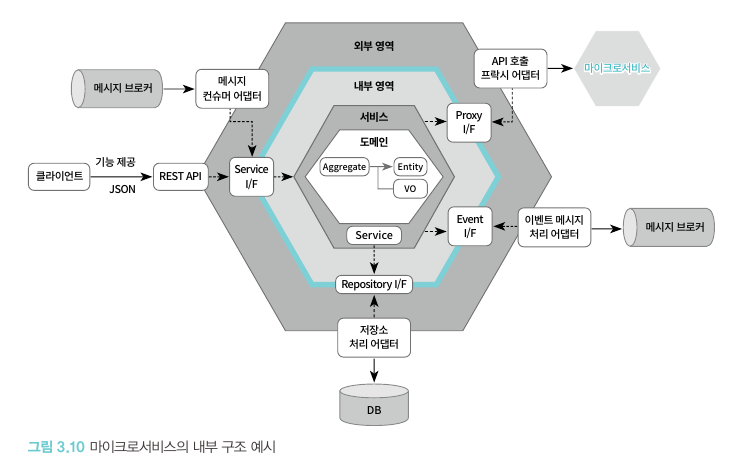 외부 영역
API 호출
프락시 어댑터
마이크로서비스
메시지
컨슈머 어댑터
메시지 브로커
내부 영역
서비스
Proxy
I/F
도메인
Aggregate
Entity
VO
기능 제공
클라이언트
JSON
REST API
Service
I/F
Event
I/F
이벤트 메시지
처리 어댑터
메시지 브로커
Service
Repository I/F
저장소
처리 어댑터
DB
그림 3.10 마이크로서비스의 내부 구조 예시